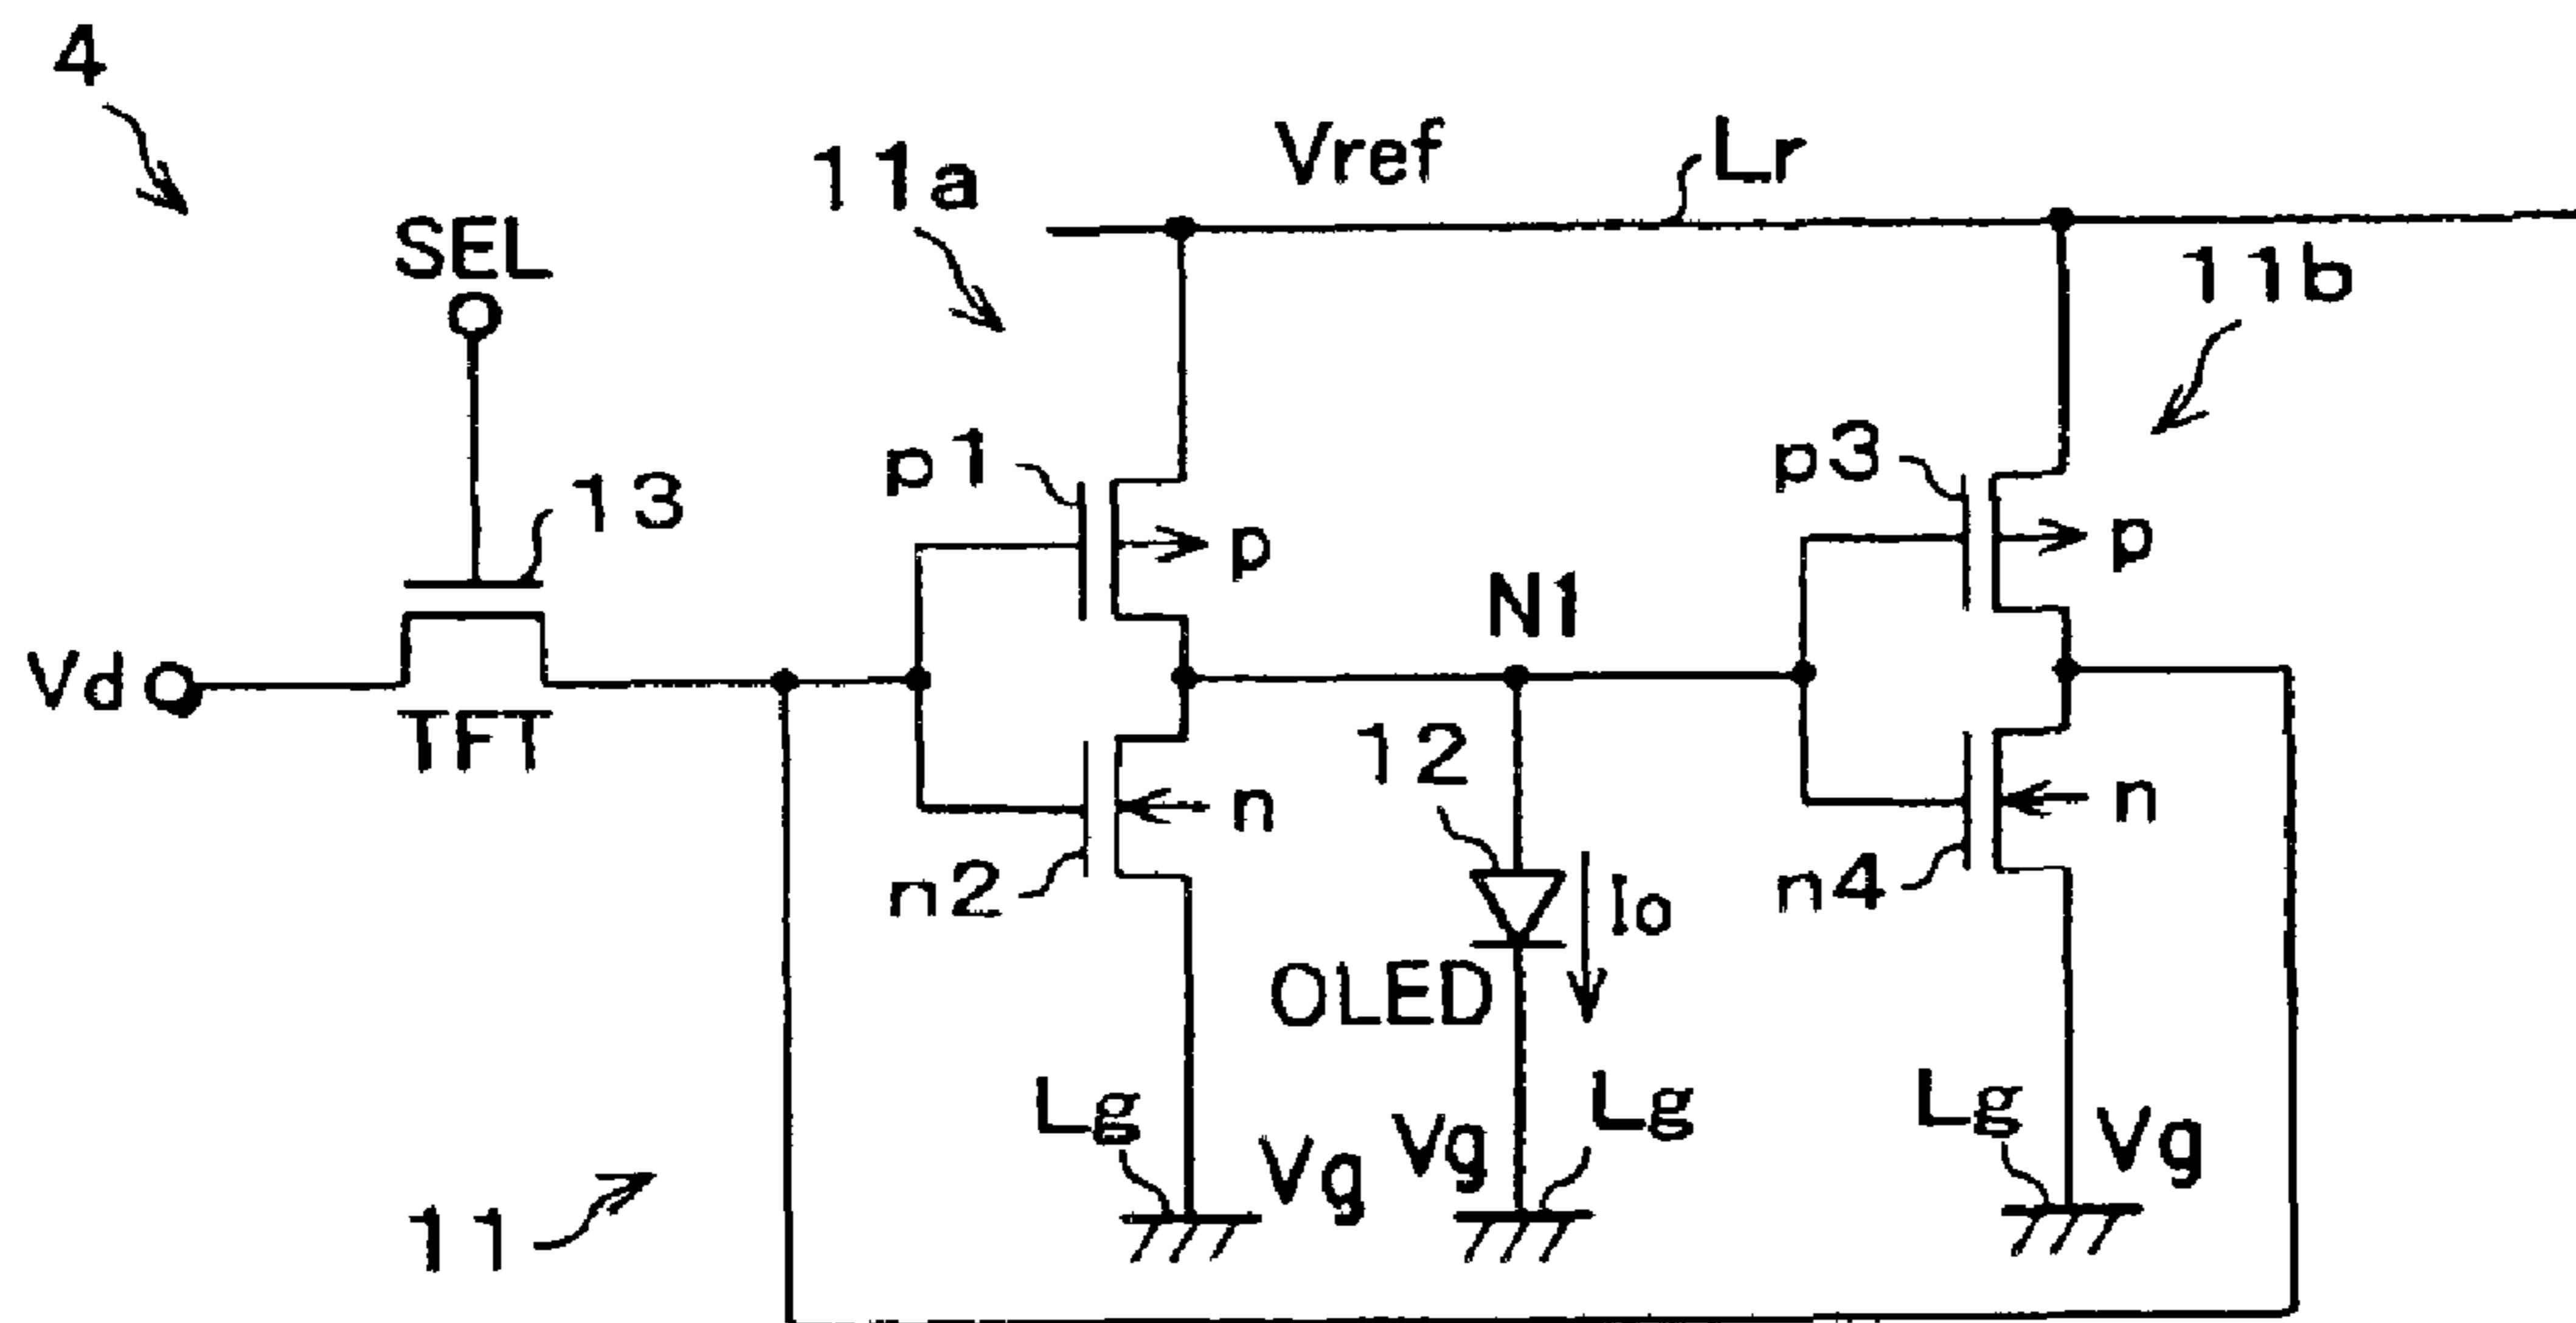 4
Vref
Lr
11a
SEL
11b
p1
p3
13
p
p
N1
Vd
TFT
12
n
n
n2
Io
n4
OLED
Lg
Vg
Vg
Lg
Lg
Vg
11